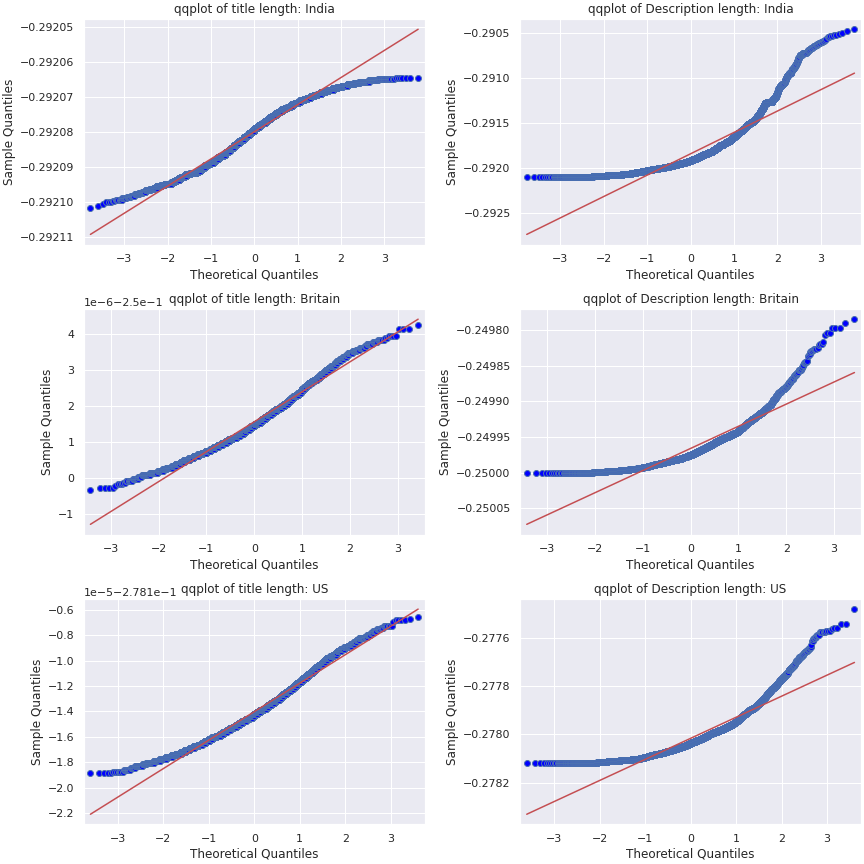 qqplot of title length: India
−0.29205
−0.29206
−0.29207
−0.29208
−0.29209
−0.29210
−0.29211
Sample Quantiles
−3 −2 −1 0 1 2 3
Theoretical Quantiles
qqplot of Description length: India
−0.2905
−0.2910
−0.2915
−0.2920
−0.2925
Sample Quantiles
−3 −2 −1 0 1 2 3
Theoretical Quantiles
1e−6−2.5e−1
qqplot of title length: Britain
4
3
2
1
0
−1
Sample Quantiles
−3 −2 −1 0 1 2 3
Theoretical Quantiles
qqplot of Description length: Britain
−0.24980
−0.24985
−0.24990
−0.24995
−0.25000
−0.25005
Sample Quantiles
−3 −2 −1 0 1 2 3
Theoretical Quantiles
1e−5−2.781e−1
qqplot of title length: US
−0.6
−0.8
−1.0
−1.2
−1.4
−1.6
−1.8
−2.0
−2.2
Sample Quantiles
−3 −2 −1 0 1 2 3
Theoretical Quantiles
qqplot of Description length: US
−0.2776
−0.2778
−0.2780
−0.2782
Sample Quantiles
−3 −2 −1 0 1 2 3
Theoretical Quantiles